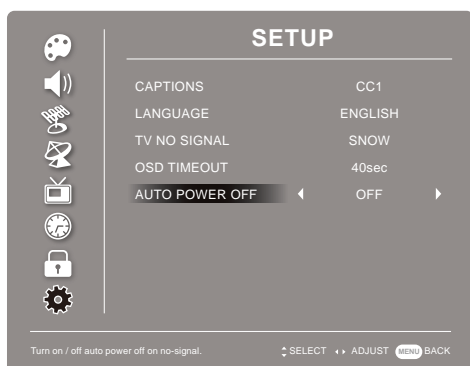 SETUP
CAPTIONS CC1
LANGUAGE ENGLISH
TV NO SIGNAL SNOW
OSD TIMEOUT 40sec
AUTO POWER OFF OFF
Turn on / off auto power off on no-signal. SELECT ADJUST MENU BACK